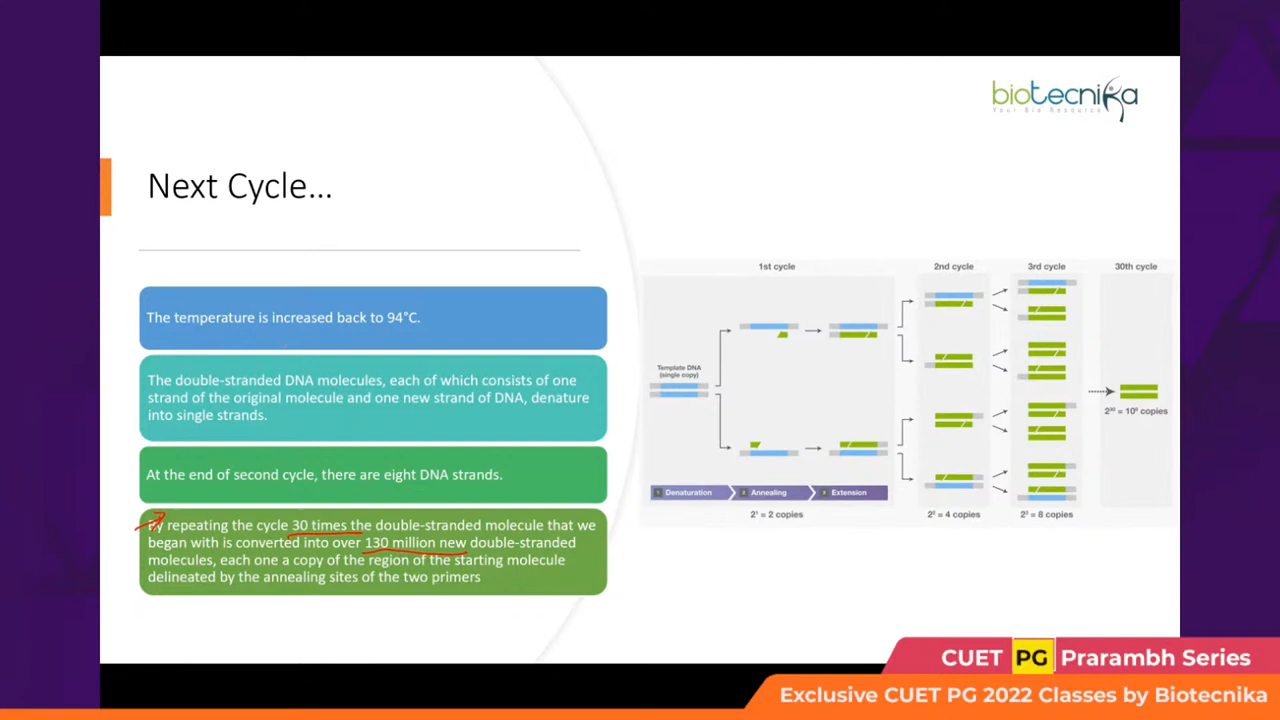 biotecnika
Your Bio Resource
Next Cycle...
The temperature is increased back to 94°C.
The double-stranded DNA molecules, each of which consists of one
strand of the original molecule and one new strand of DNA, denature
into single strands.
At the end of second cycle, there are eight DNA strands.
By repeating the cycle 30 times the double-stranded molecule that we
began with is converted into over 130 million new double-stranded
molecules, each one a copy of the region of the starting molecule
delineated by the annealing sites of the two primers
1st cycle
2nd cycle
3rd cycle
30th cycle
Template DNA
(single copy)
1 Denaturation
2 Annealing
3 Extension
2¹ = 2 copies
2² = 4 copies
2³ = 8 copies
2³⁰ = 10⁹ copies
CUET PG Prarambh Series
Exclusive CUET PG 2022 Classes by Biotecnika